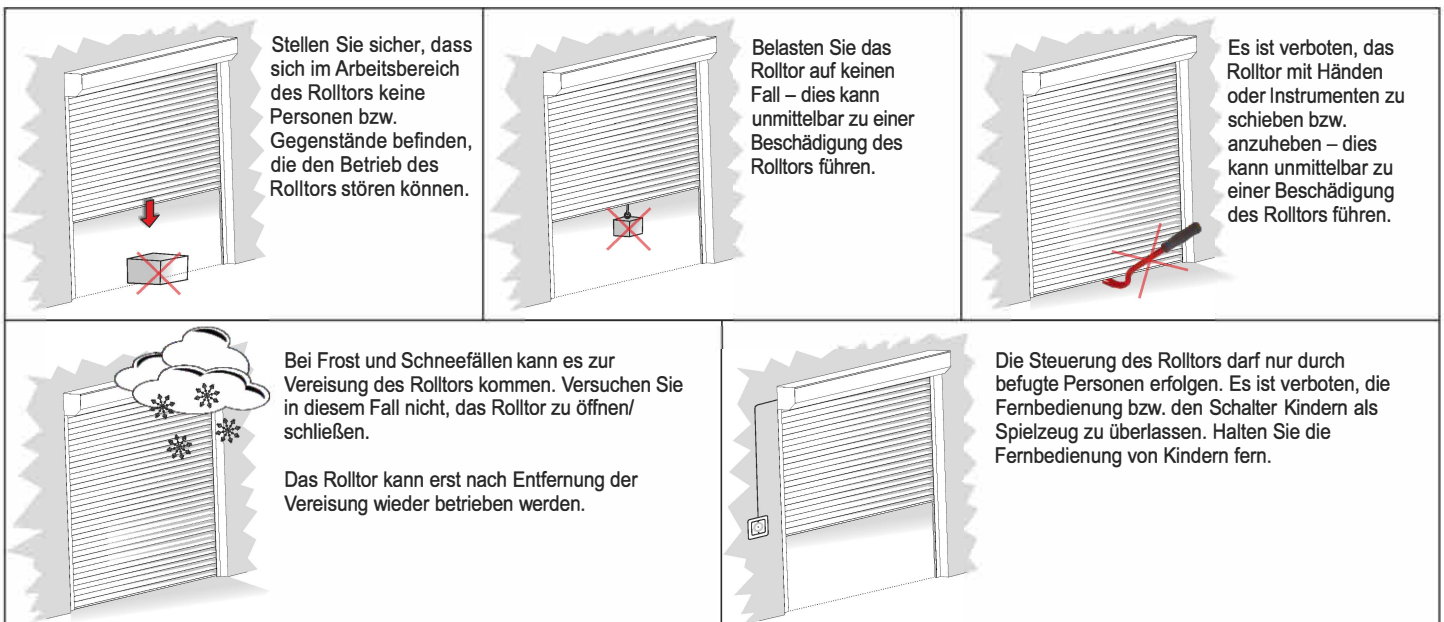 Stellen Sie sicher, dass
sich im Arbeitsbereich
des Rolltors keine
Personen bzw.
Gegenstände befinden,
die den Betrieb des
Rolltors stören können.
Belasten Sie das
Rolltor auf keinen
Fall – dies kann
unmittelbar zu einer
Beschädigung des
Rolltors führen.
Es ist verboten, das
Rolltor mit Händen
oder Instrumenten zu
schieben bzw.
anzuheben – dies
kann unmittelbar zu
einer Beschädigung
des Rolltors führen.
Bei Frost und Schneefällen kann es zur
Vereisung des Rolltors kommen. Versuchen Sie
in diesem Fall nicht, das Rolltor zu öffnen/
schließen.
Das Rolltor kann erst nach Entfernung der
Vereisung wieder betrieben werden.
Die Steuerung des Rolltors darf nur durch
befugte Personen erfolgen. Es ist verboten, die
Fernbedienung bzw. den Schalter Kindern als
Spielzeug zu überlassen. Halten Sie die
Fernbedienung von Kindern fern.